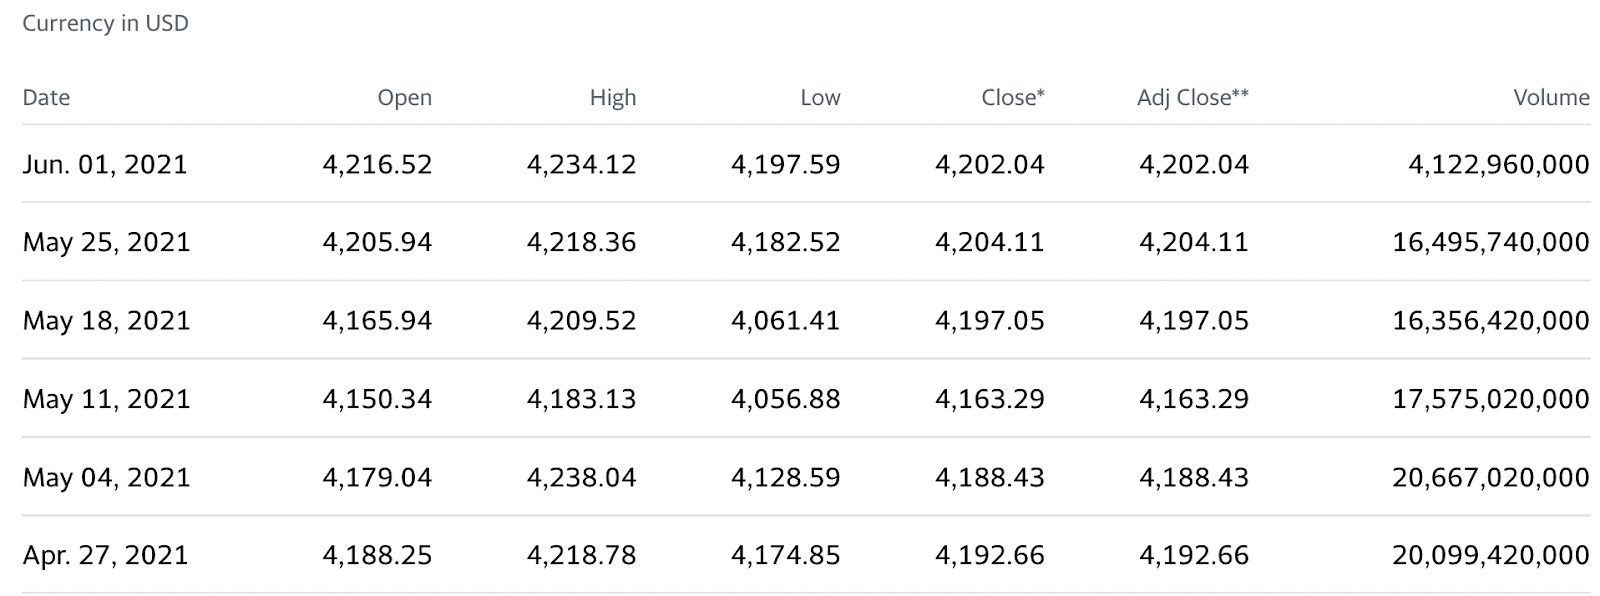 Currency in USD
Date Open High Low Close* Adj Close** Volume
Jun. 01, 2021 4,216.52 4,234.12 4,197.59 4,202.04 4,202.04 4,122,960,000
May 25, 2021 4,205.94 4,218.36 4,182.52 4,204.11 4,204.11 16,495,740,000
May 18, 2021 4,165.94 4,209.52 4,061.41 4,197.05 4,197.05 16,356,420,000
May 11, 2021 4,150.34 4,183.13 4,056.88 4,163.29 4,163.29 17,575,020,000
May 04, 2021 4,179.04 4,238.04 4,128.59 4,188.43 4,188.43 20,667,020,000
Apr. 27, 2021 4,188.25 4,218.78 4,174.85 4,192.66 4,192.66 20,099,420,000